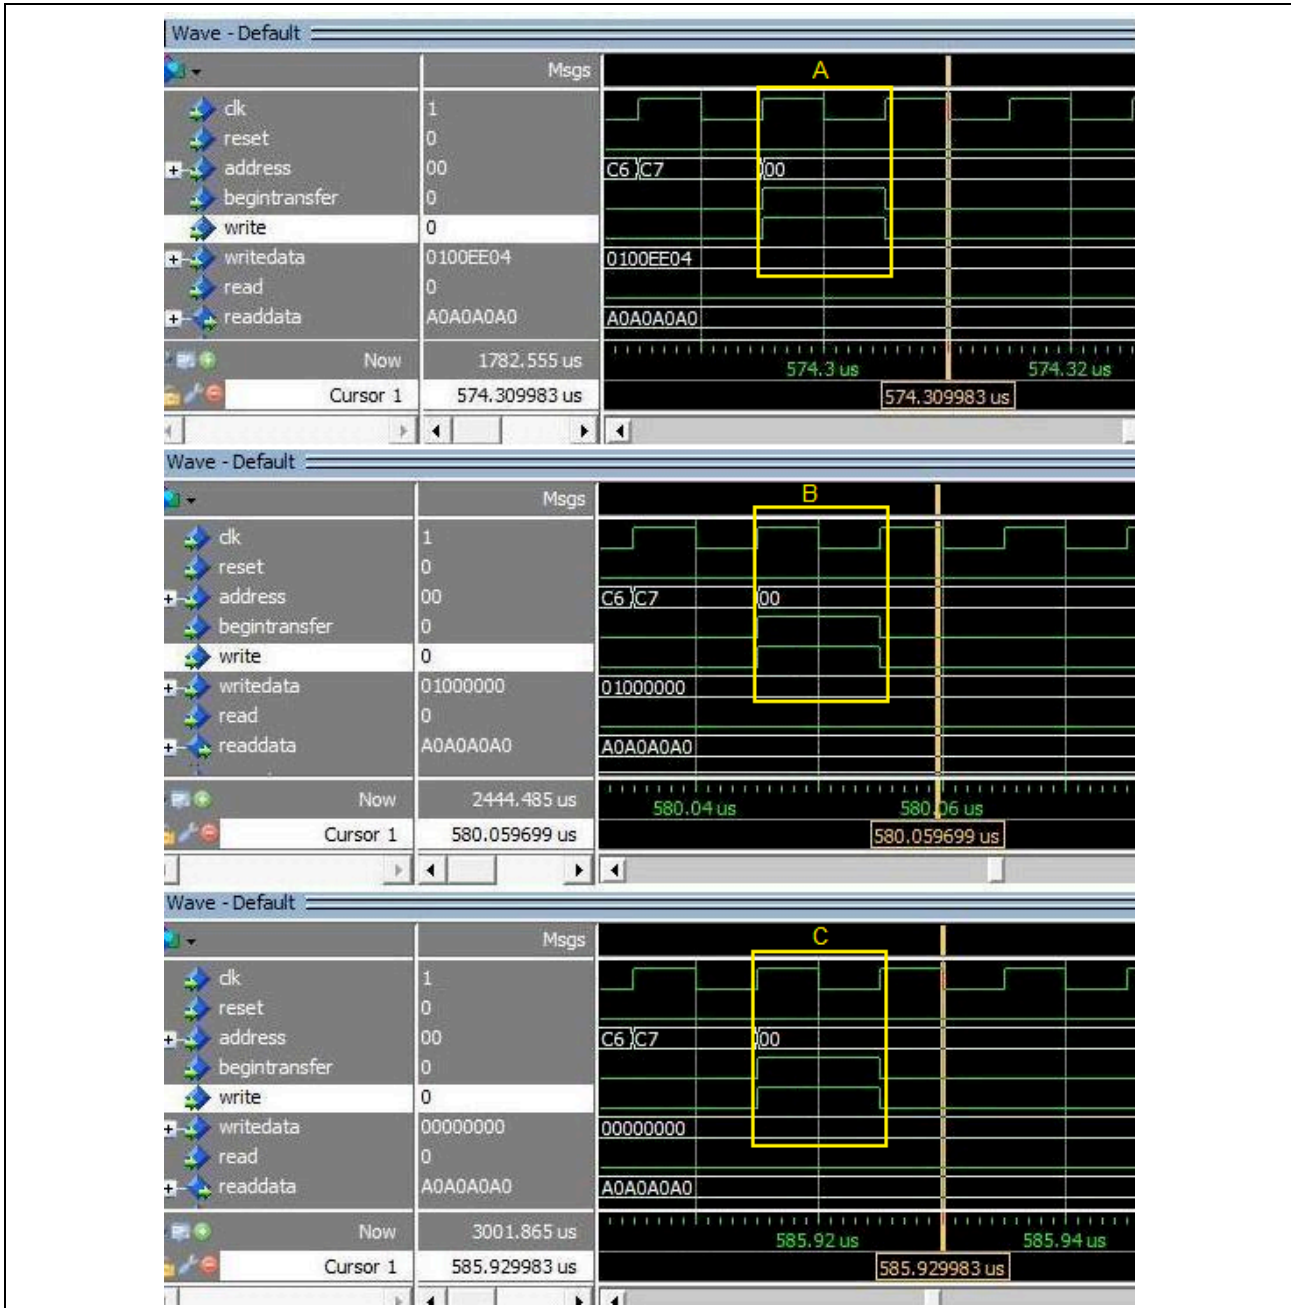 Wave - Default
Msgs A
clk 1
reset 0
address 00 C6 C7 00
begintransfer 0
write 0
writedata 0100EE04 0100EE04
read 0
readdata A0A0A0A0 A0A0A0A0
Now 1782.555 us 574.3 us 574.32 us
Cursor 1 574.309983 us 574.309983 us
Wave - Default
Msgs B
clk 1
reset 0
address 00 C6 C7 00
begintransfer 0
write 0
writedata 01000000 01000000
read 0
readdata A0A0A0A0 A0A0A0A0
Now 2444.485 us 580.04 us 580.06 us
Cursor 1 580.059699 us 580.059699 us
Wave - Default
Msgs C
clk 1
reset 0
address 00 C6 C7 00
begintransfer 0
write 0
writedata 00000000 00000000
read 0
readdata A0A0A0A0 A0A0A0A0
Now 3001.865 us 585.92 us 585.94 us
Cursor 1 585.929983 us 585.929983 us